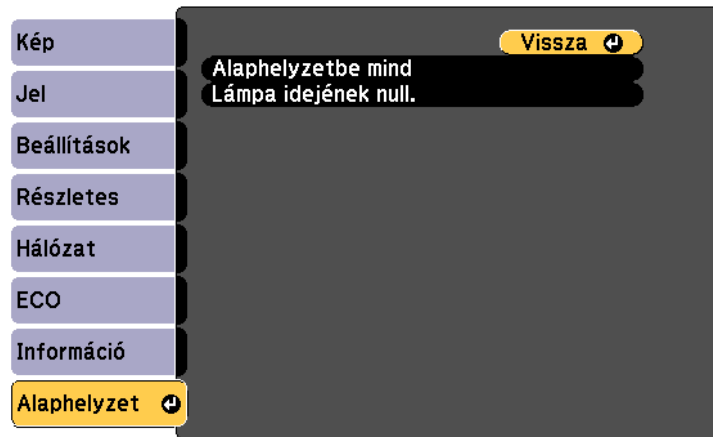 Kép
Jel
Beállítások
Részletes
Hálózat
ECO
Információ
Alaphelyzet
Vissza
Alaphelyzetbe mind
Lámpa idejének null.